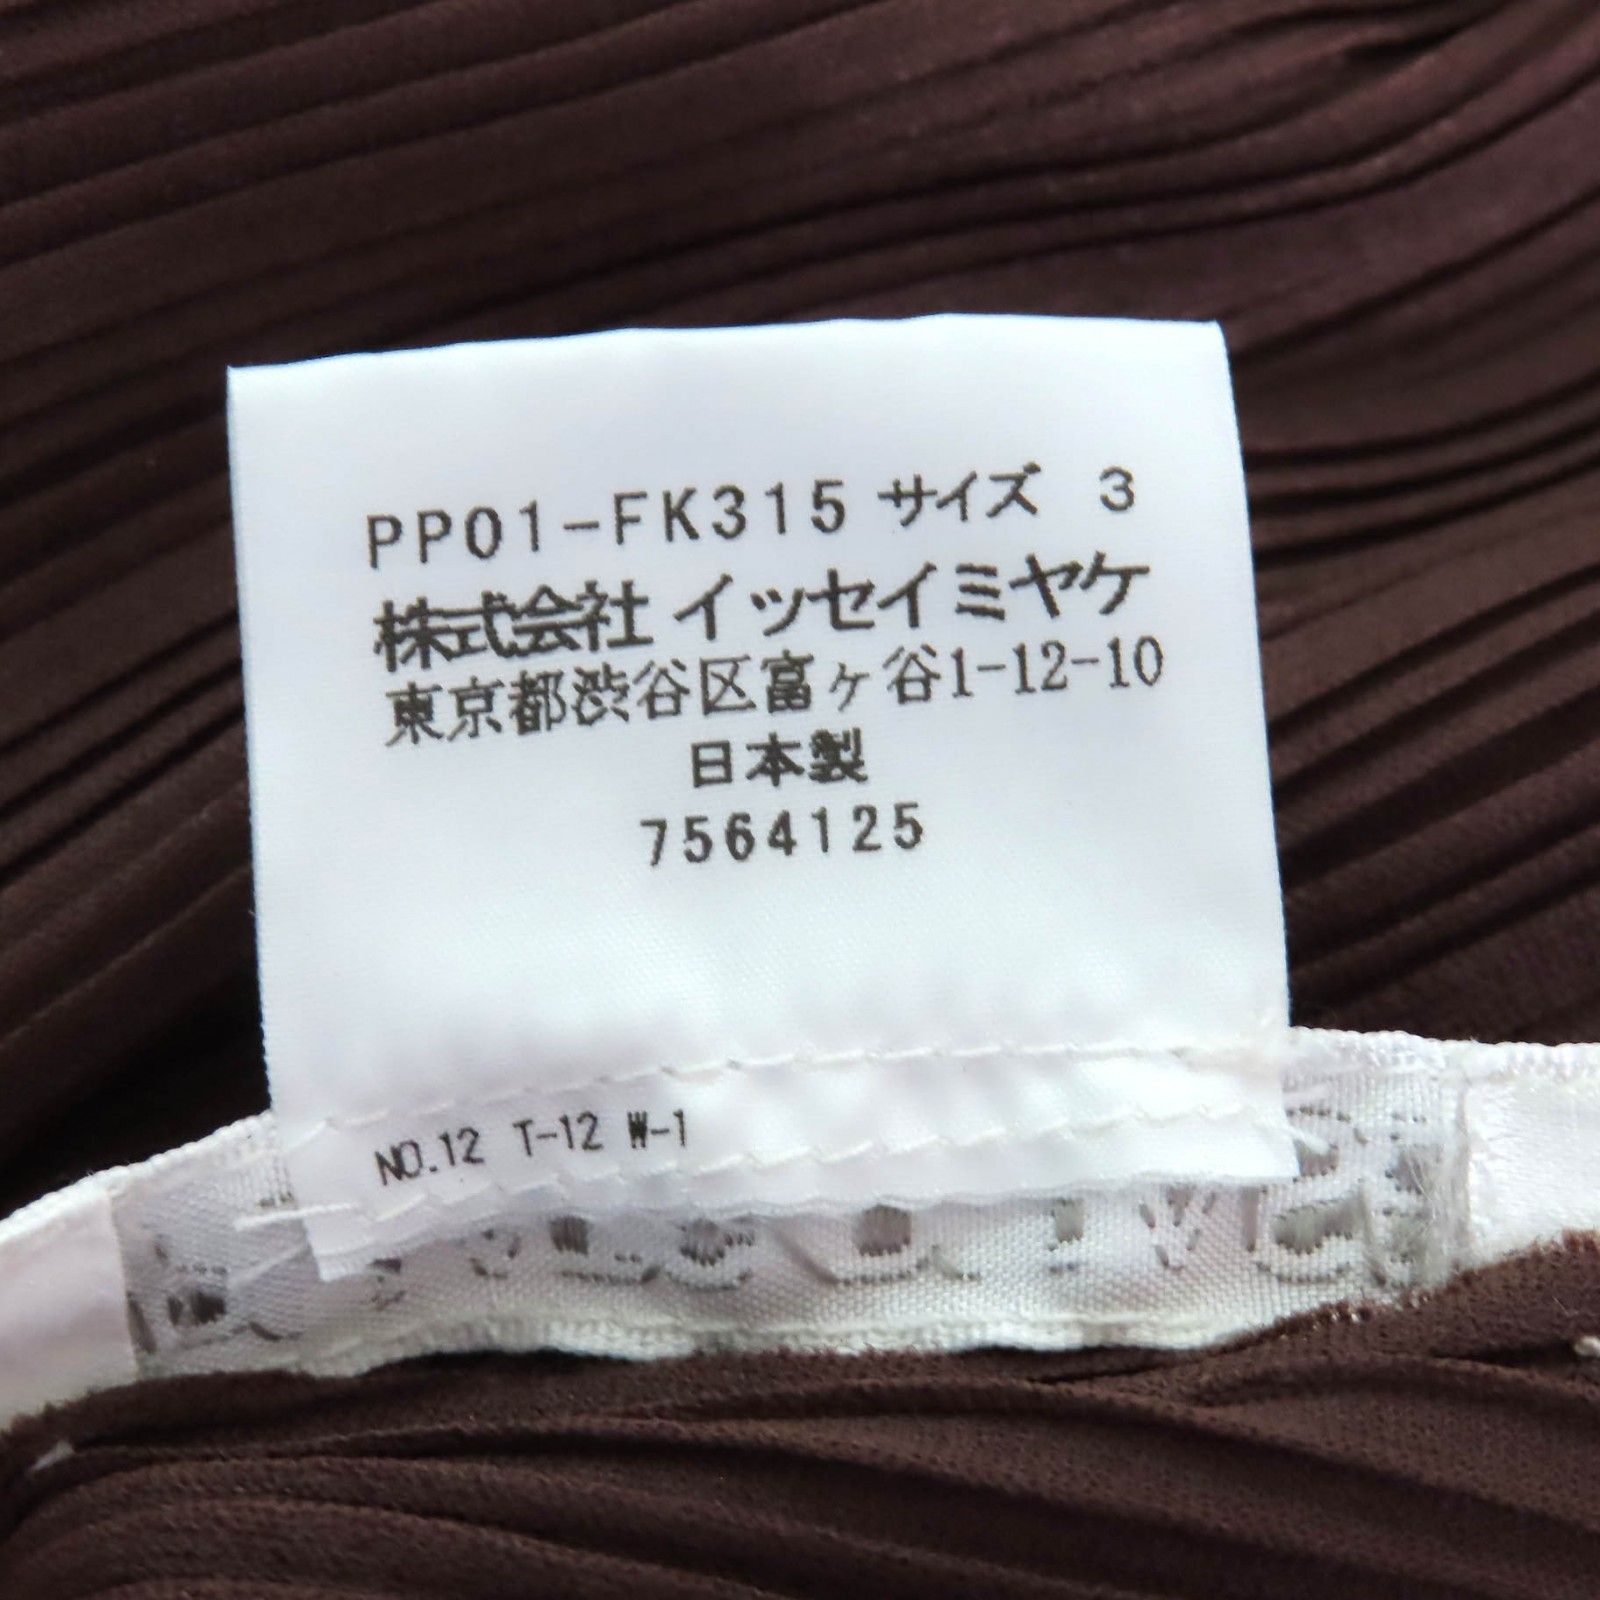 PP01-FK315 サイズ 3
株式会社 イッセイミヤケ
東京都渋谷区富ヶ谷1-12-10
日本製
7564125
NO.12 T-12 W-1